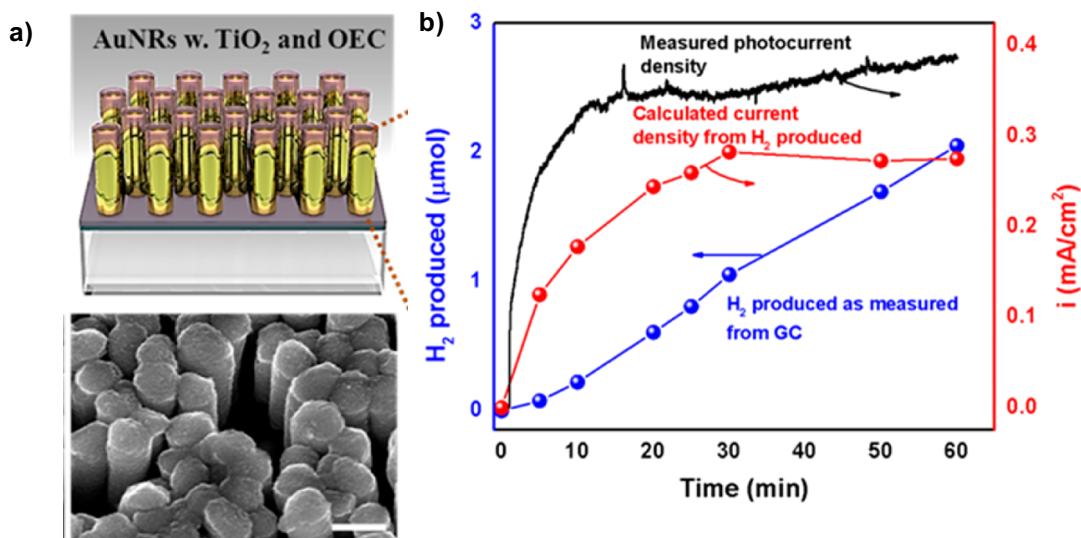 a)
AuNRs w. TiO₂ and OEC
b)
H₂ produced (μmol)
3
2
1
0
Measured photocurrent
density
Calculated current
density from H₂ produced
H₂ produced as measured
from GC
0.4
0.3
0.2
0.1
0.0
i (mA/cm²)
0 10 20 30 40 50 60
Time (min)